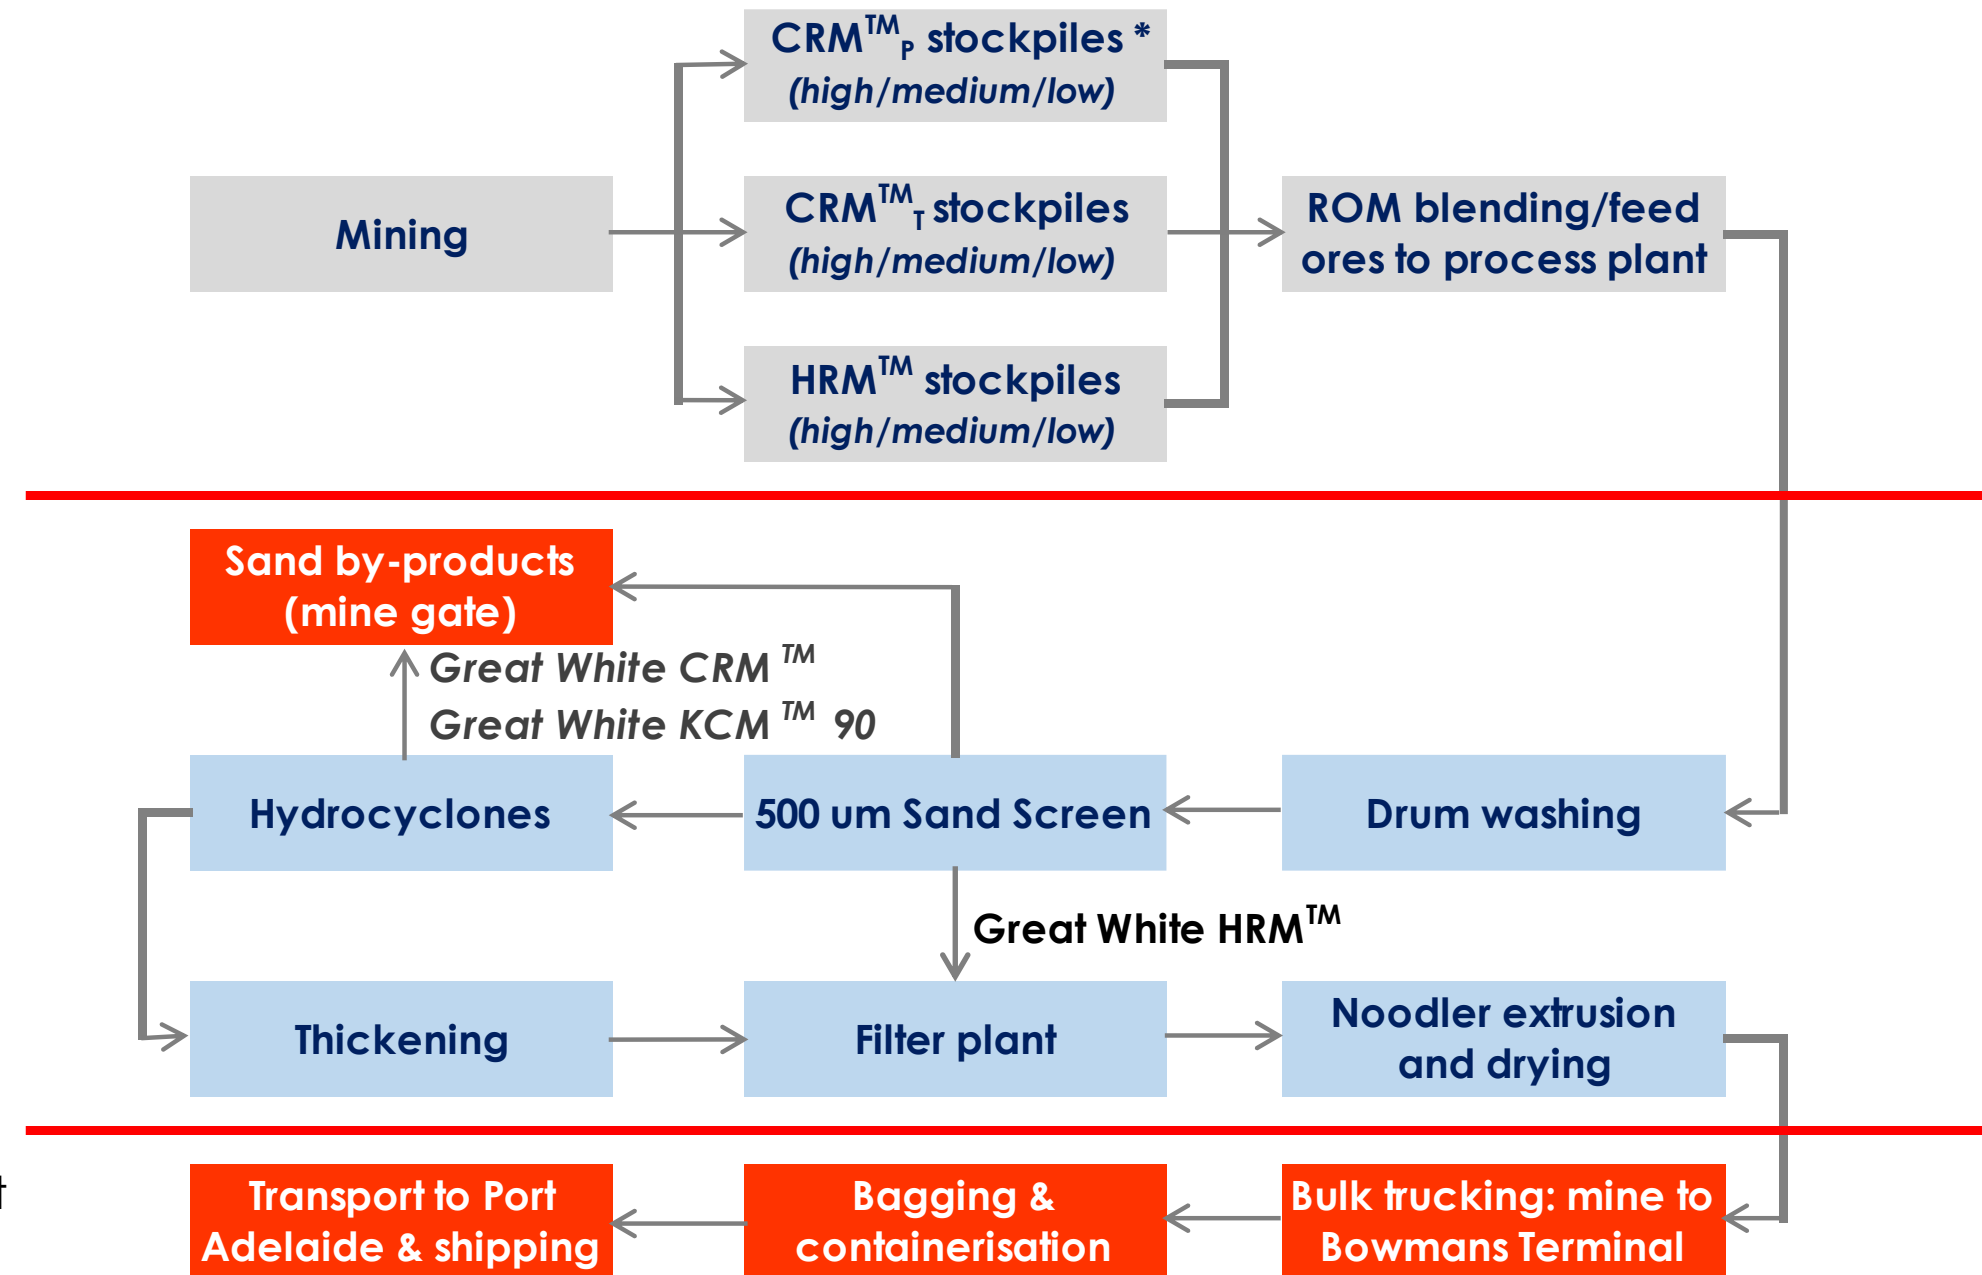 CRM™P stockpiles *
(high/medium/low)
Mining
CRM™T stockpiles
(high/medium/low)
ROM blending/feed
ores to process plant
HRM™ stockpiles
(high/medium/low)
Sand by-products
(mine gate)
Great White CRM ™
Great White KCM ™ 90
Hydrocyclones
500 um Sand Screen
Drum washing
Great White HRM™
Thickening
Filter plant
Noodler extrusion
and drying
t
Transport to Port
Adelaide & shipping
Bagging &
containerisation
Bulk trucking: mine to
Bowmans Terminal